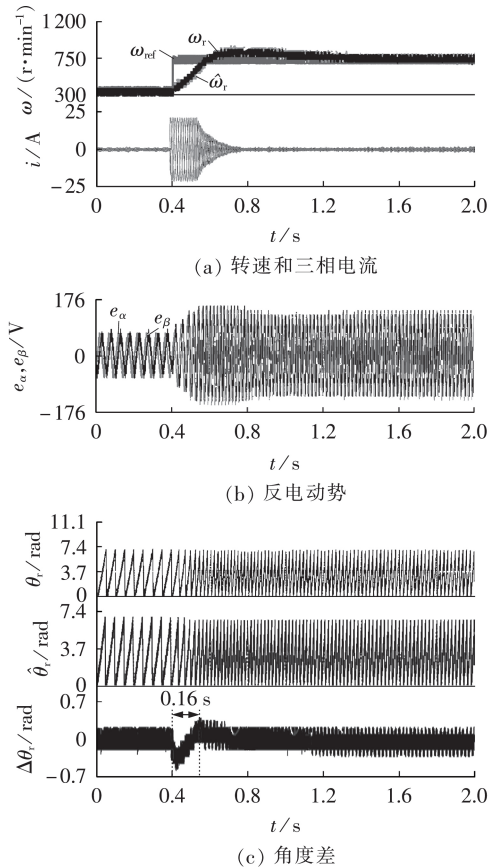 ω/(r·min⁻¹)
1200
750
300
ω_ref
ω_r
ω̂_r
i/A
25
0
−25
0 0.4 0.8 1.2 1.6 2.0
t/s
(a) 转速和三相电流
e_α, e_β/V
176
0
−176
e_α
e_β
0 0.4 0.8 1.2 1.6 2.0
t/s
(b) 反电动势
θ_r/rad
11.1
7.4
3.7
0
θ̂_r/rad
7.4
3.7
0
Δθ_r/rad
0.7
0
−0.7
0.16 s
0 0.4 0.8 1.2 1.6 2.0
t/s
(c) 角度差